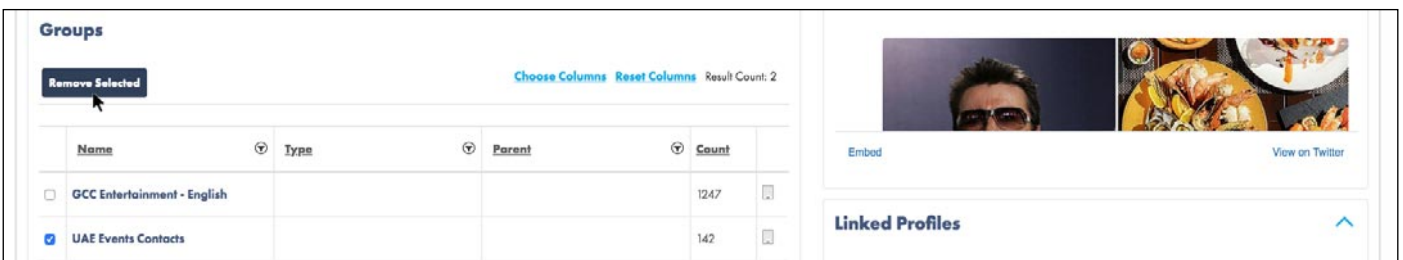 Groups
Remove Selected
Choose Columns Reset Columns Result Count: 2
Name Type Parent Count
GCC Entertainment - English 1247
UAE Events Contacts 142
Embed View on Twitter
Linked Profiles